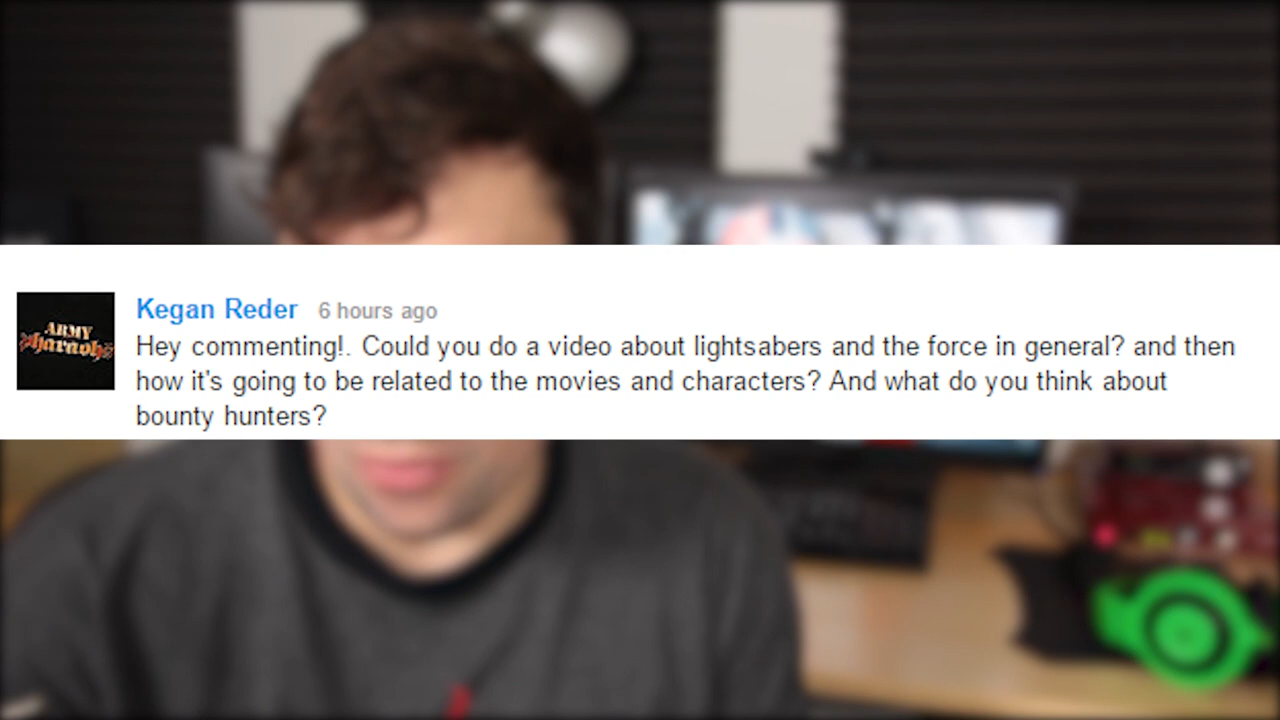 ARMY
Pharaohs
Kegan Reder 6 hours ago
Hey commenting!. Could you do a video about lightsabers and the force in general? and then
how it's going to be related to the movies and characters? And what do you think about
bounty hunters?